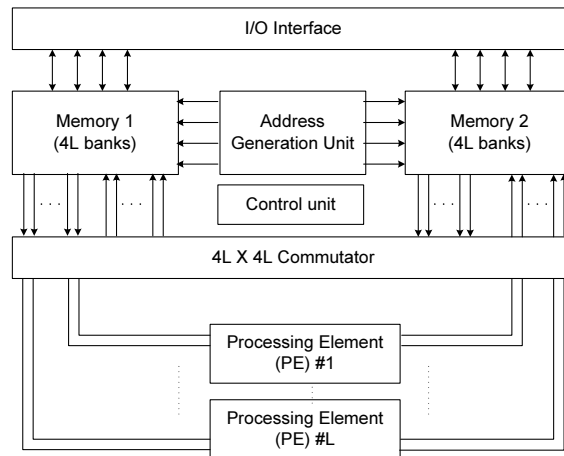 I/O Interface
Memory 1
(4L banks)
Address
Generation Unit
Memory 2
(4L banks)
Control unit
4L X 4L Commutator
Processing Element
(PE) #1
Processing Element
(PE) #L